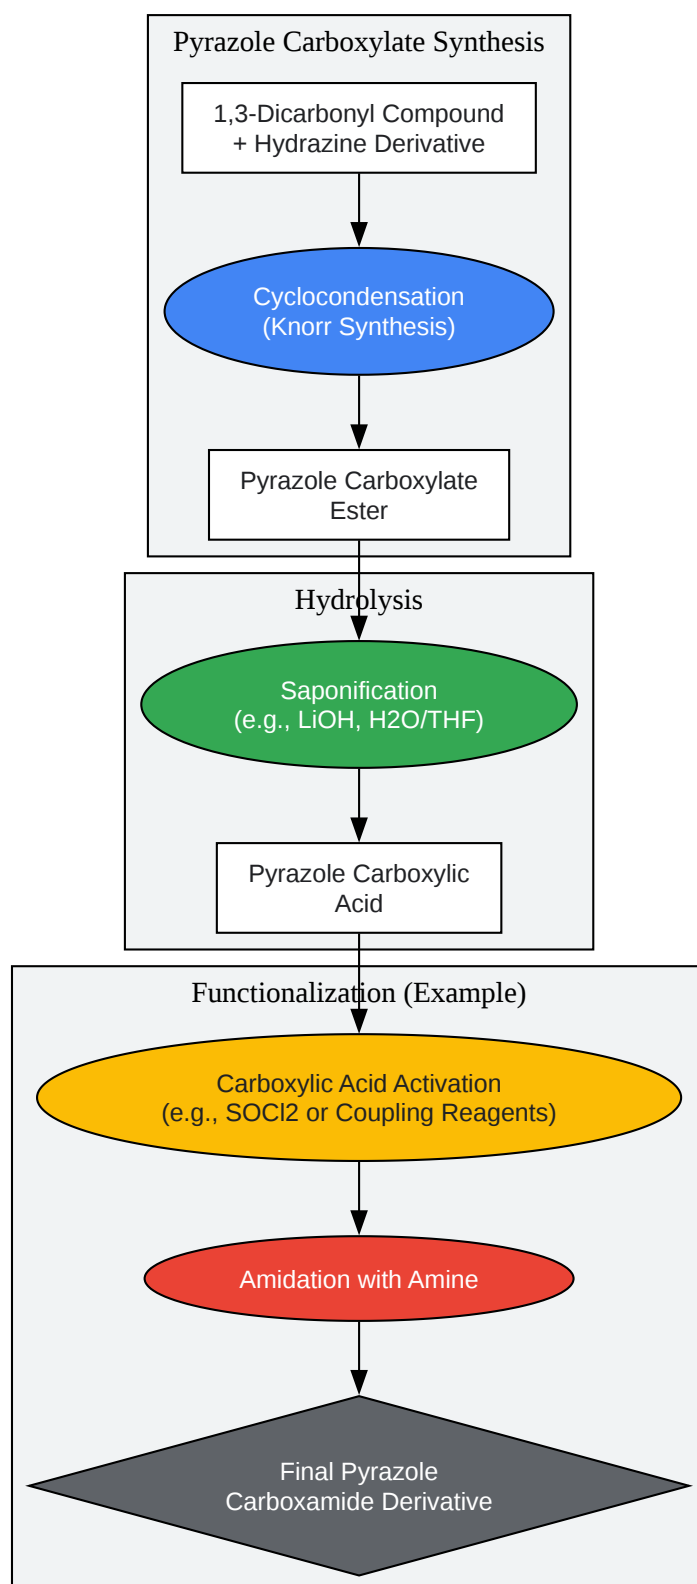 Pyrazole Carboxylate Synthesis
1,3-Dicarbonyl Compound
+ Hydrazine Derivative
Cyclocondensation
(Knorr Synthesis)
Pyrazole Carboxylate
Ester
Hydrolysis
Saponification
(e.g., LiOH, H2O/THF)
Pyrazole Carboxylic
Acid
Functionalization (Example)
Carboxylic Acid Activation
(e.g., SOCl2 or Coupling Reagents)
Amidation with Amine
Final Pyrazole
Carboxamide Derivative